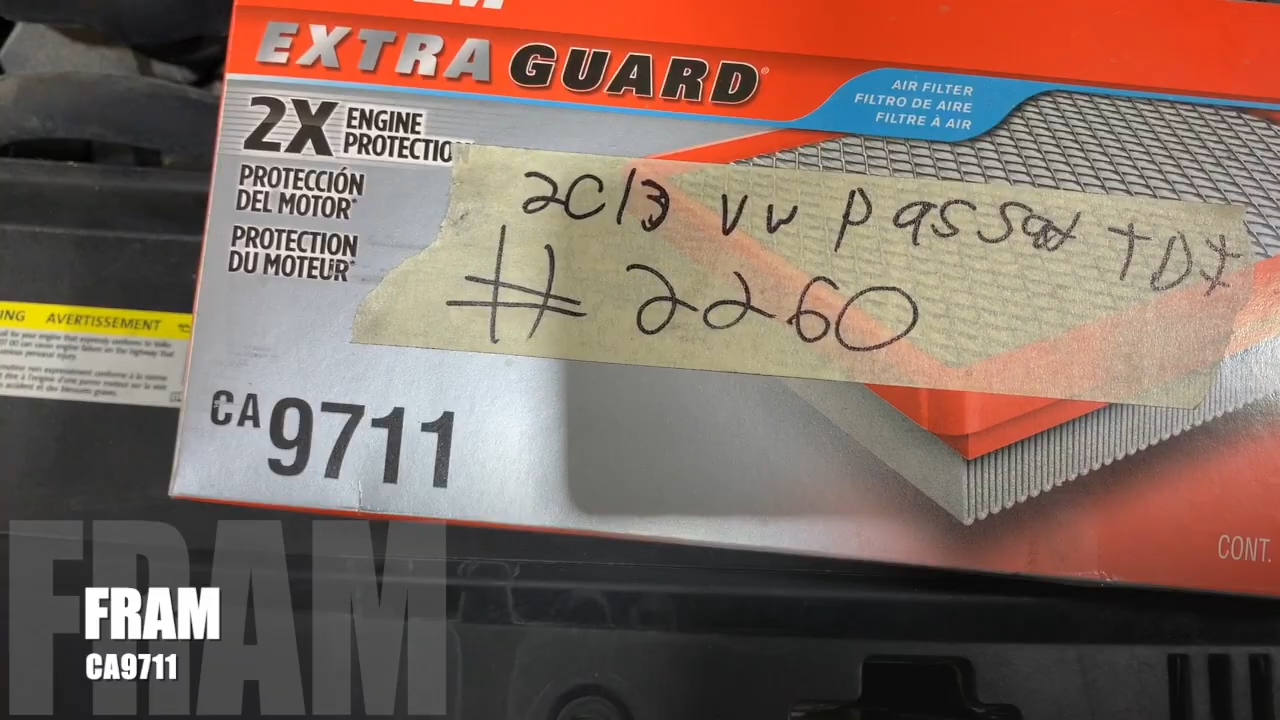 EXTRA GUARD®
AIR FILTER
FILTRO DE AIRE
FILTRE À AIR
2X ENGINE
PROTECTIO
PROTECCIÓN
DEL MOTOR*
PROTECTION
DU MOTEUR*
2013 VW Passat TDI
# 2260
ING AVERTISSEMENT
CA9711
CONT.
FRAM
FRAM
CA9711